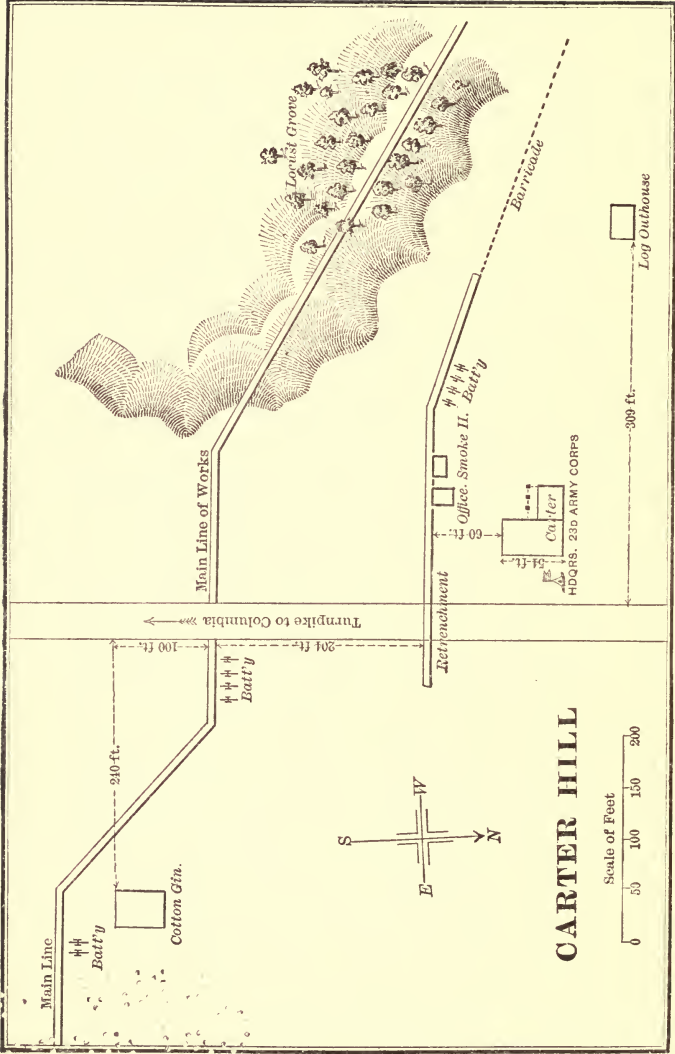 Locust Grove
Barricade
Log Outhouse
309 ft.
Batt'y
Smoke H.
Office.
60 ft.
Carter
54 ft.
HDQRS. 23D ARMY CORPS
Main Line of Works
Turnpike to Columbia
100 ft.
204 ft.
Retrenchment
Batt'y
240 ft.
Cotton Gin.
Batt'y
Main Line
S
W
E
N
CARTER HILL
Scale of Feet
0 50 100 150 200